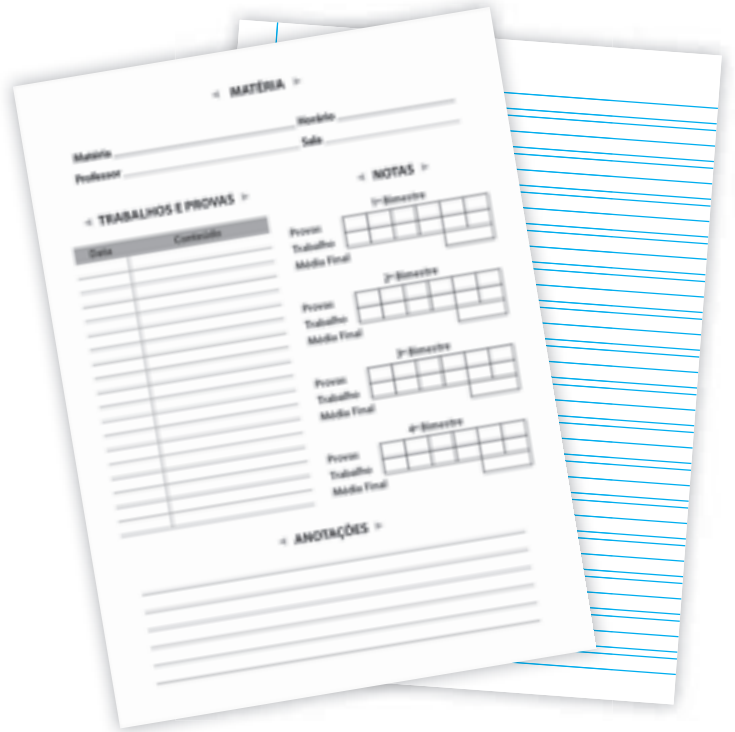 ◄ MATÉRIA ►
Matéria Horário
Professor Sala
◄ TRABALHOS E PROVAS ►
Data Conteúdo
◄ NOTAS ►
1º Bimestre
Provas
Trabalho
Média Final
2º Bimestre
Provas
Trabalho
Média Final
3º Bimestre
Provas
Trabalho
Média Final
4º Bimestre
Provas
Trabalho
Média Final
◄ ANOTAÇÕES ►